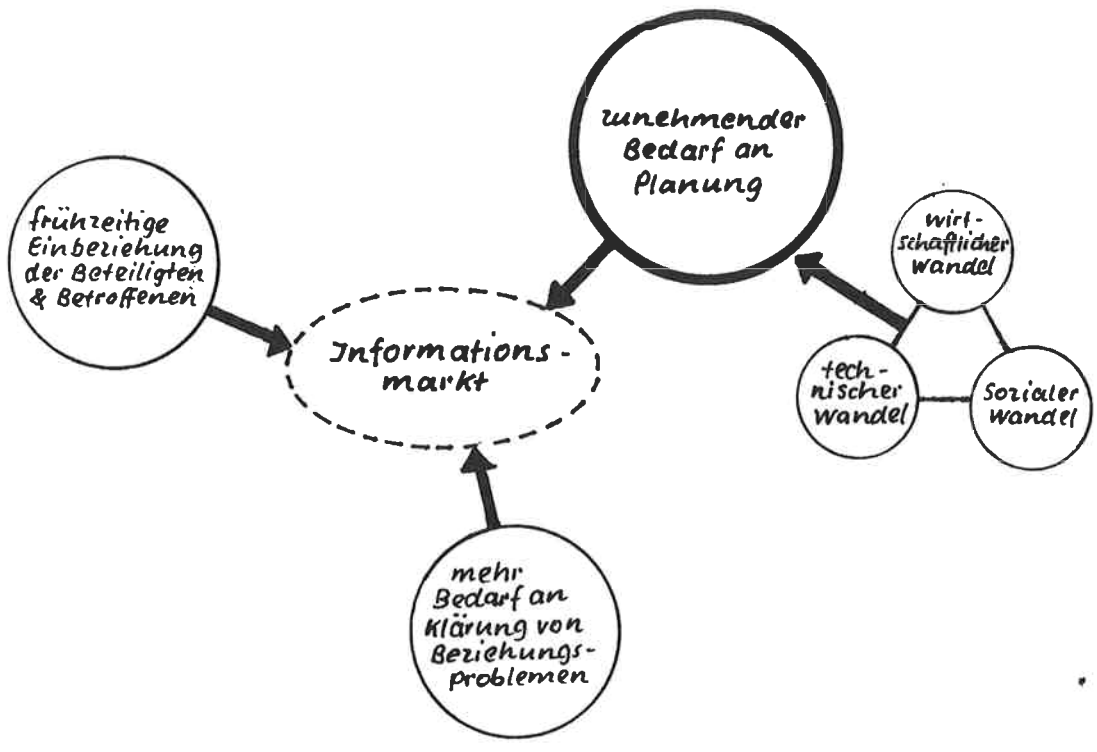 zunehmender
Bedarf an
Planung
frühzeitige
Einbeziehung
der Beteiligten
& Betroffenen
wirt-
schaftlicher
Wandel
Informations-
markt
tech-
nischer
Wandel
Sozialer
Wandel
mehr
Bedarf an
Klärung von
Beziehungs-
problemen